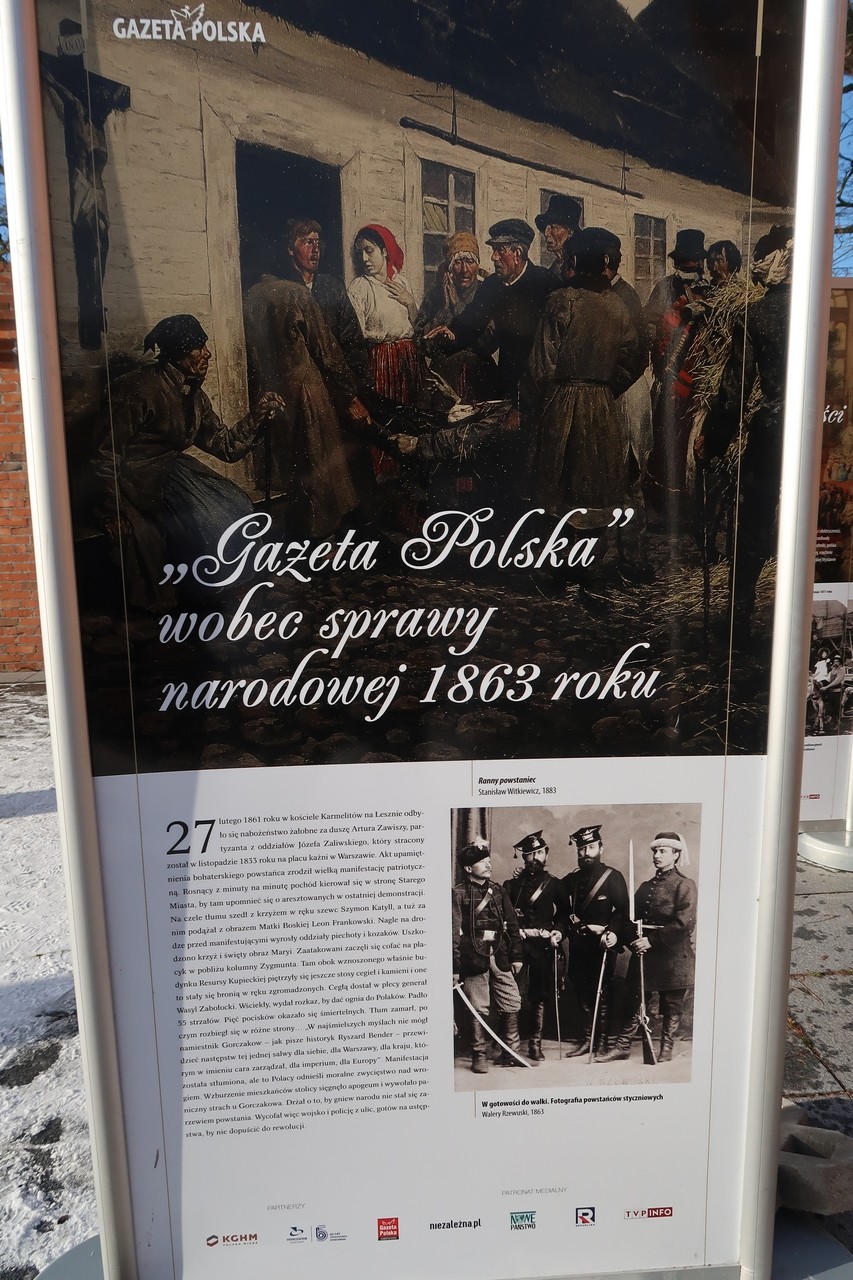 GAZETA POLSKA
„Gazeta Polska”
wobec sprawy
narodowej 1863 roku
Ranny powstaniec
Stanisław Witkiewicz, 1883
27 lutego 1861 roku w kościele Karmelitów na Lesznie odby-
ło się nabożeństwo żałobne za duszę Artura Zawiszy, par-
tyzanta z oddziałów Józefa Zaliwskiego, który stracony
został w listopadzie 1833 roku na placu kaźni w Warszawie. Akt upamięt-
nienia bohaterskiego powstańca zrodził wielką manifestację patriotycz-
ną. Rosnący z minuty na minutę pochód kierował się w stronę Starego
Miasta, by tam upomnieć się o aresztowanych w ostatniej demonstracji.
Na czele tłumu szedł z krzyżem w ręku szewc Szymon Katyll, a tuż za
nim podążał z obrazem Matki Boskiej Leon Frankowski. Nagle na dro-
dze przed manifestującymi wyrosły oddziały piechoty i kozaków. Uszko-
dzono krzyż i święty obraz Maryi. Zaatakowani zaczęli się cofać na pla-
cyk w pobliżu kolumny Zygmunta. Tam obok wznoszonego właśnie bu-
dynku Resursy Kupieckiej piętrzyły się jeszcze stosy cegieł i kamieni i one
to stały się bronią w ręku zgromadzonych. Cegłą dostał w plecy generał
Wasyl Zabołocki. Wściekły, wydał rozkaz, by dać ognia do Polaków. Padło
55 strzałów. Pięć pocisków okazało się śmiertelnych. Tłum zamarł, po
czym rozbiegł się w różne strony... „W najśmielszych myślach nie mógł
namiestnik Gorczakow – jak pisze historyk Ryszard Bender – przewi-
dzieć następstw tej jednej salwy dla siebie, dla Warszawy, dla kraju, któ-
rym w imieniu cara zarządzał, dla imperium, dla Europy”. Manifestacja
została stłumiona, ale to Polacy odnieśli moralne zwycięstwo nad wro-
giem. Wzburzenie mieszkańców stolicy sięgnęło apogeum i wywołało pa-
niczny strach u Gorczakowa. Drżał o to, by gniew narodu nie stał się za-
rzewiem powstania. Wycofał więc wojsko i policję z ulic, gotów na ustęp-
stwa, by nie dopuścić do rewolucji.
W gotowości do walki. Fotografia powstańców styczniowych
Walery Rzewuski, 1863
PARTNERZY
PATRONAT MEDIALNY
KGHM
POLSKA MIEDŹ
Gazeta
Polska
niezależna.pl
NOWE
PAŃSTWO
REPUBLIKA
TVP INFO
ści